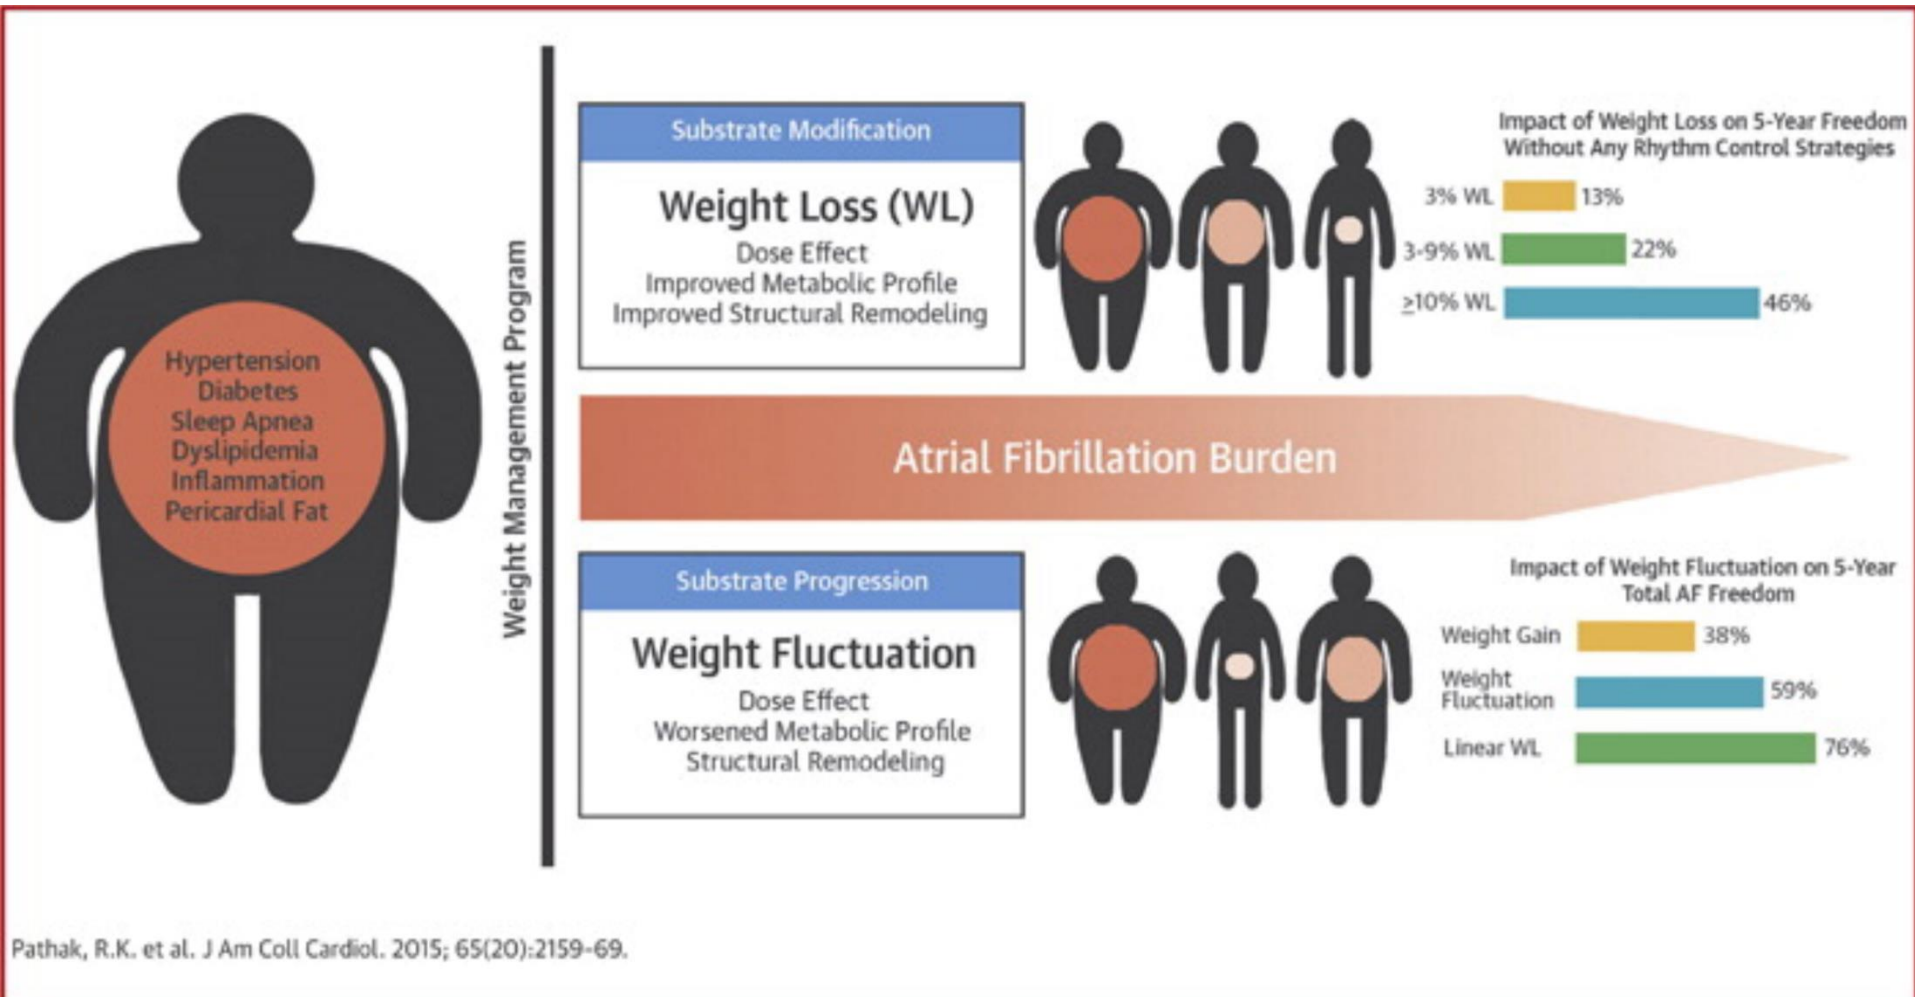 Hypertension
Diabetes
Sleep Apnea
Dyslipidemia
Inflammation
Pericardial Fat
Weight Management Program
Substrate Modification
Weight Loss (WL)
Dose Effect
Improved Metabolic Profile
Improved Structural Remodeling
Impact of Weight Loss on 5-Year Freedom
Without Any Rhythm Control Strategies
3% WL 13%
3-9% WL 22%
≥10% WL 46%
Atrial Fibrillation Burden
Substrate Progression
Weight Fluctuation
Dose Effect
Worsened Metabolic Profile
Structural Remodeling
Impact of Weight Fluctuation on 5-Year
Total AF Freedom
Weight Gain 38%
Weight
Fluctuation 59%
Linear WL 76%
Pathak, R.K. et al. J Am Coll Cardiol. 2015; 65(20):2159-69.